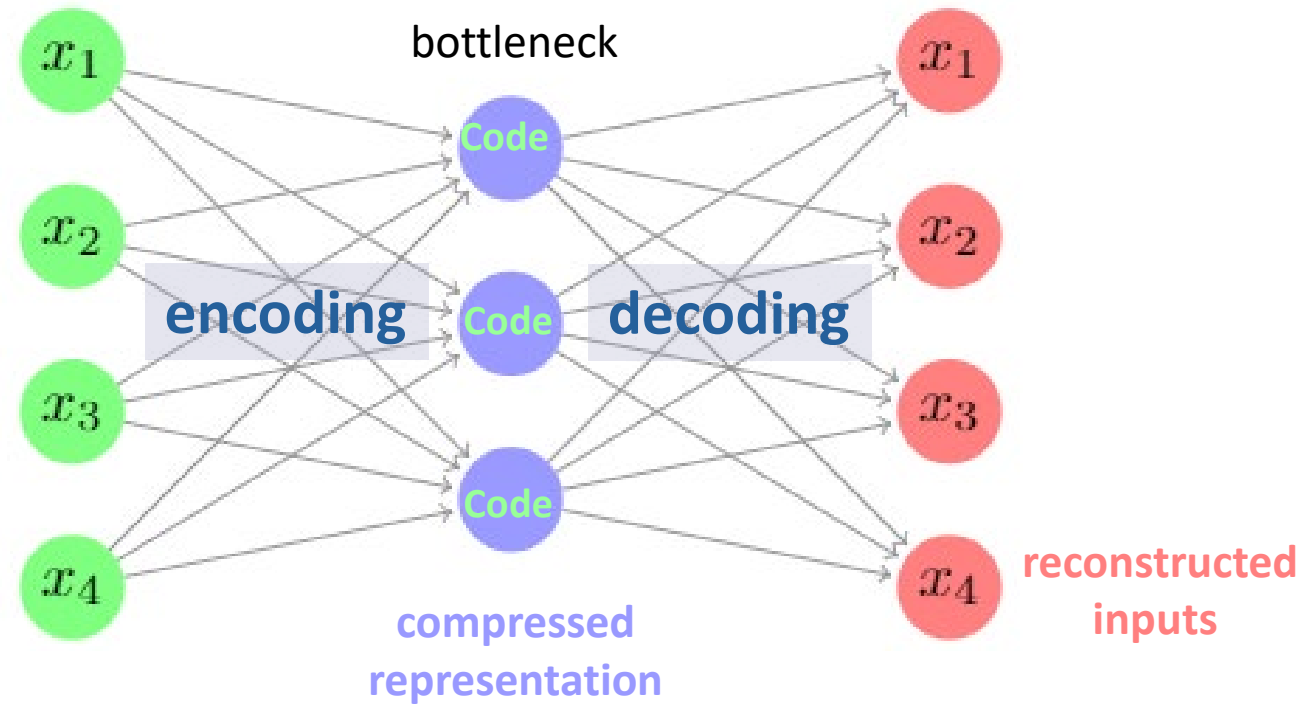 bottleneck
x1
x2
x3
x4
encoding
Code
Code
Code
decoding
x1
x2
x3
x4
compressed
representation
reconstructed
inputs